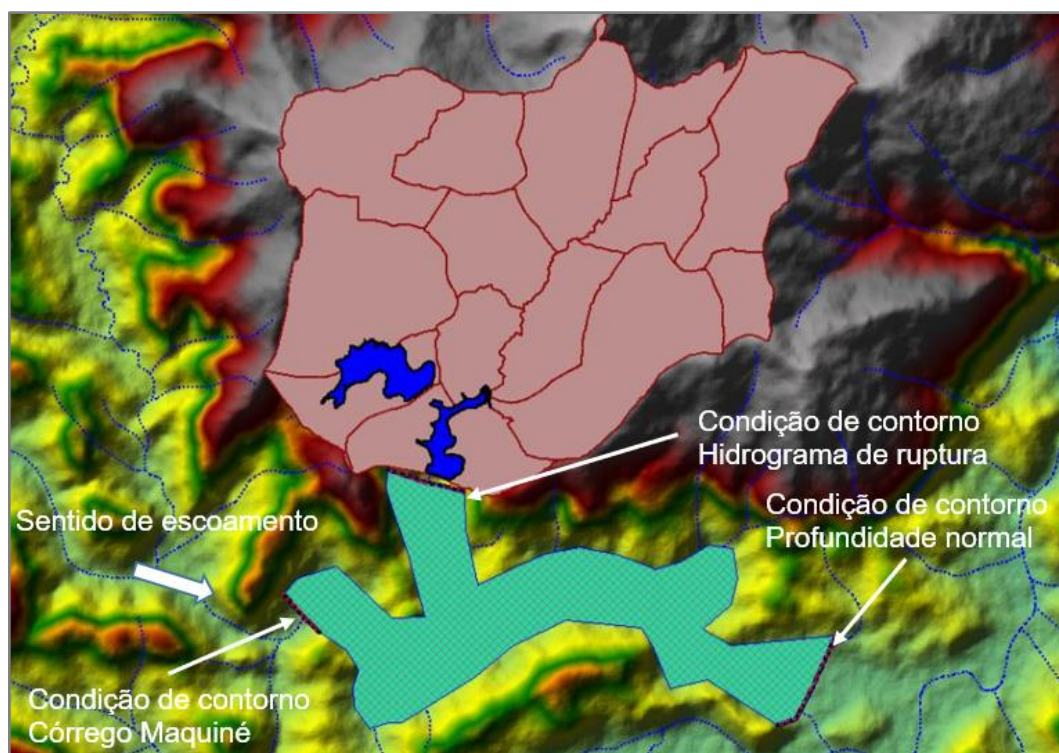 Condição de contorno
Hidrograma de ruptura
Condição de contorno
Profundidade normal
Sentido de escoamento
Condição de contorno
Córrego Maquiné